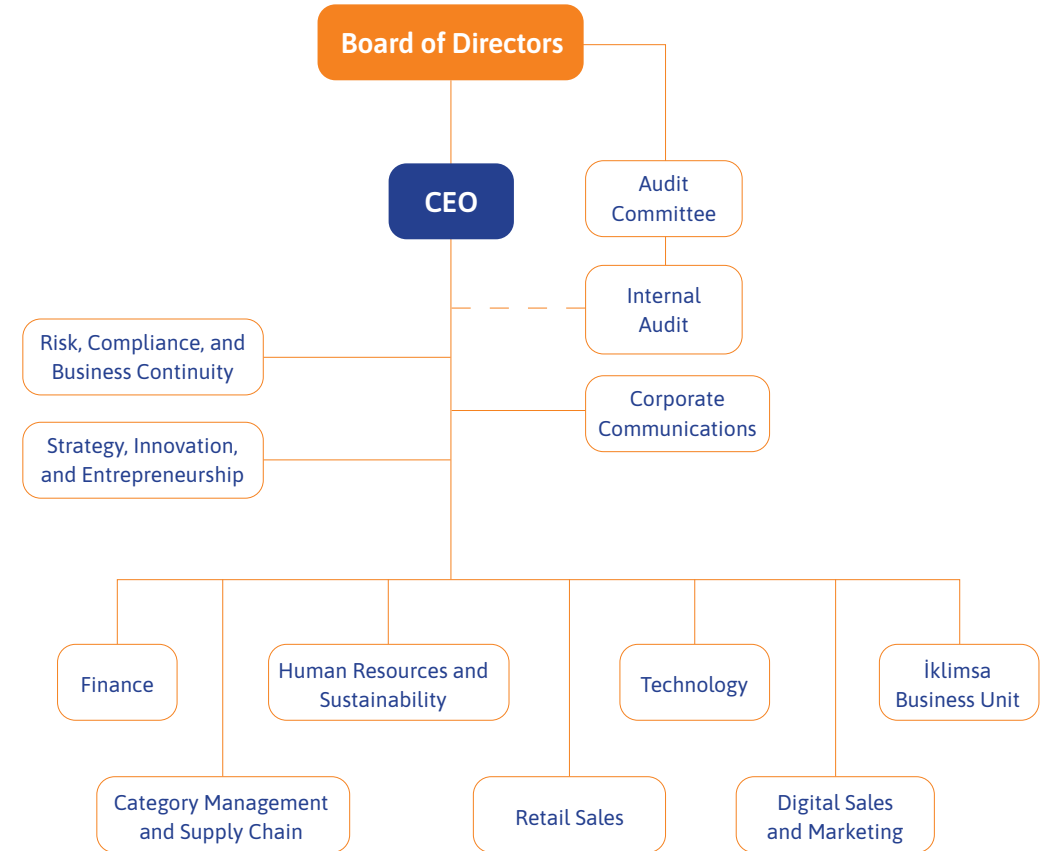 Board of Directors
CEO
Audit
Committee
Internal
Audit
Risk, Compliance, and
Business Continuity
Corporate
Communications
Strategy, Innovation,
and Entrepreneurship
Finance
Human Resources and
Sustainability
Technology
İklimsa
Business Unit
Category Management
and Supply Chain
Retail Sales
Digital Sales
and Marketing